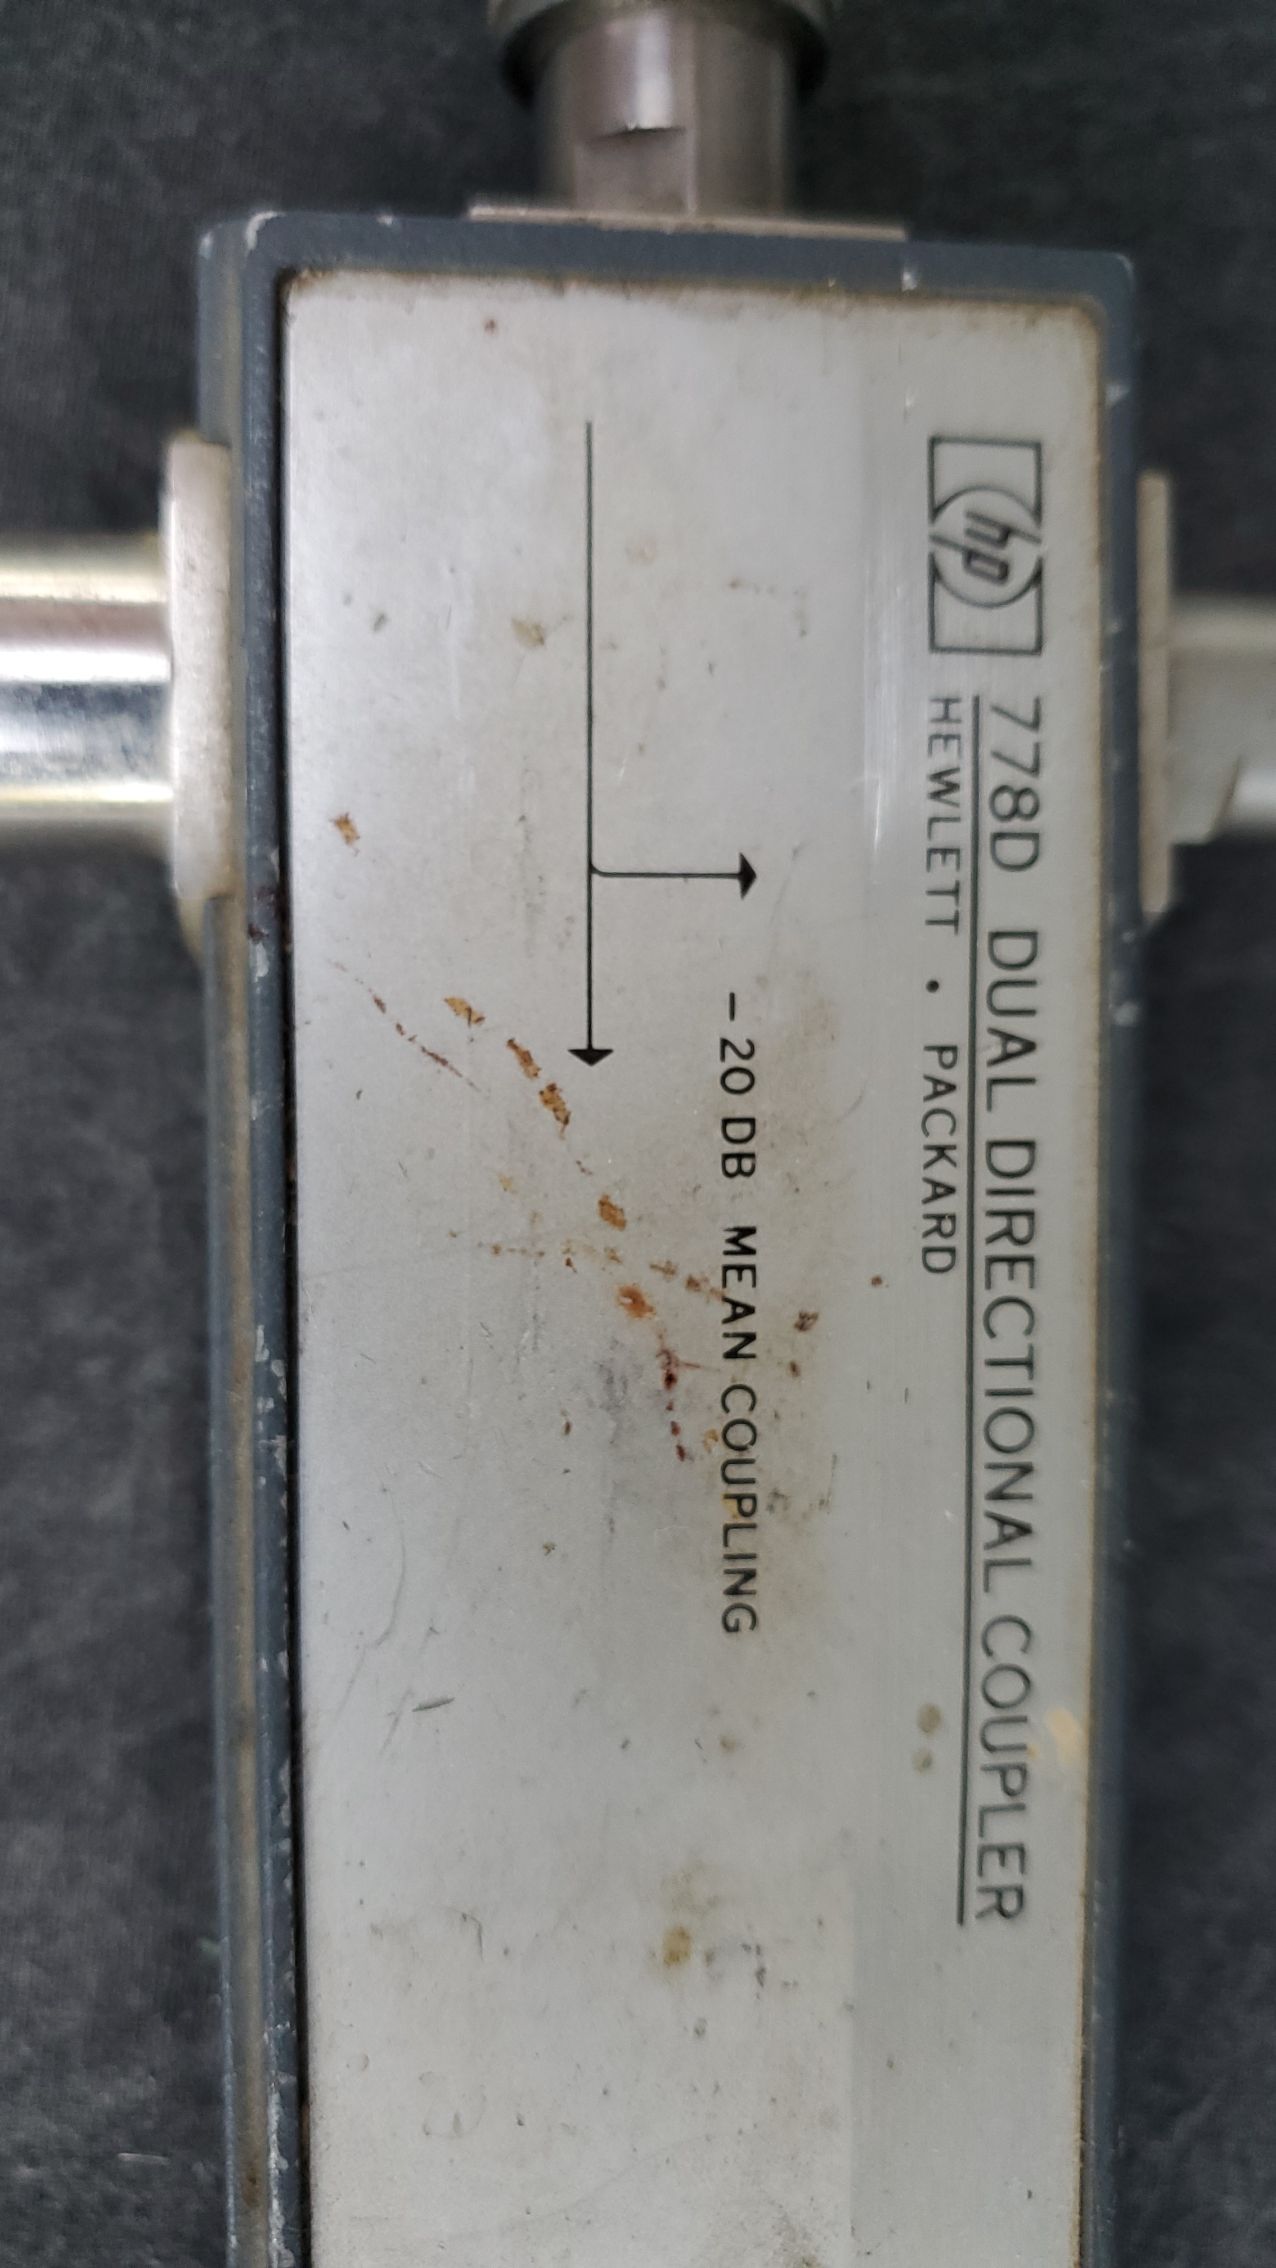 hp
778D DUAL DIRECTIONAL COUPLER
HEWLETT • PACKARD
-20 DB MEAN COUPLING